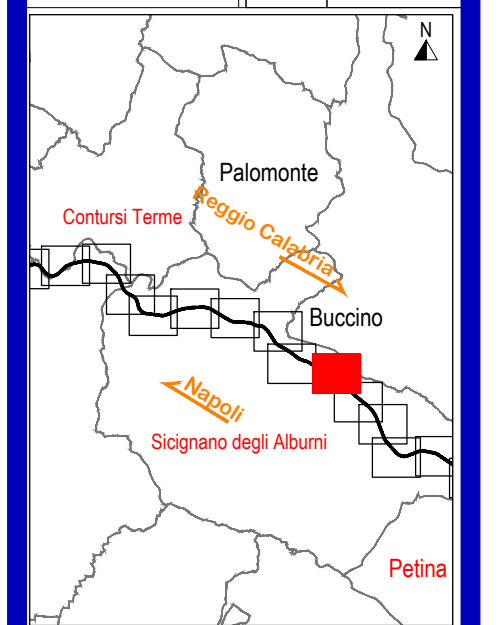 N
Palomonte
Reggio Calabria
Contursi Terme
Buccino
Napoli
Sicignano degli Alburni
Petina